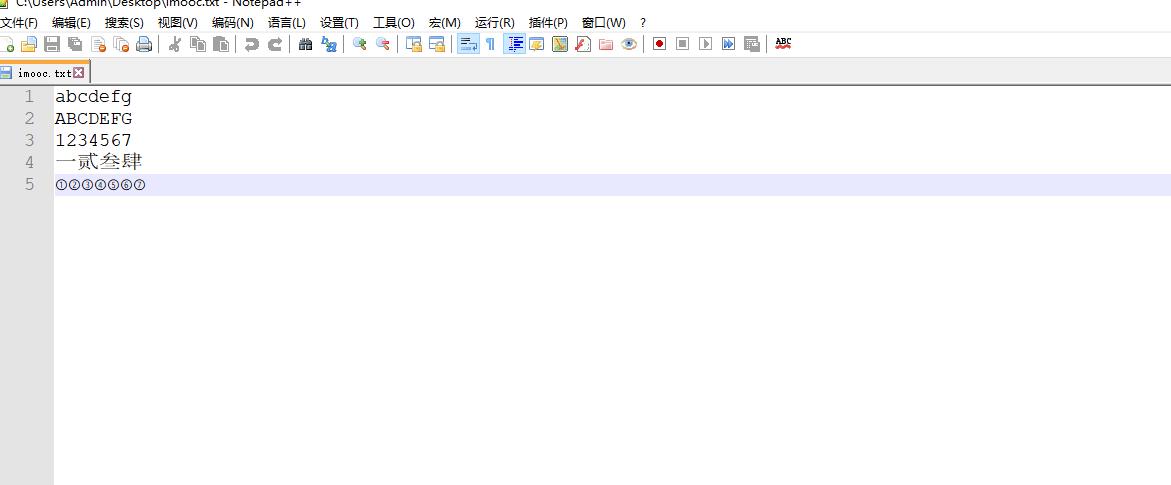 C:\Users\Admin\Desktop\imooc.txt - Notepad++
文件(F) 编辑(E) 搜索(S) 视图(V) 编码(N) 语言(L) 设置(T) 工具(O) 宏(M) 运行(R) 插件(P) 窗口(W) ?
ABC
imooc.txt
1 abcdefg
2 ABCDEFG
3 1234567
4 一贰叁肆
5 ①②③④⑤⑥⑦